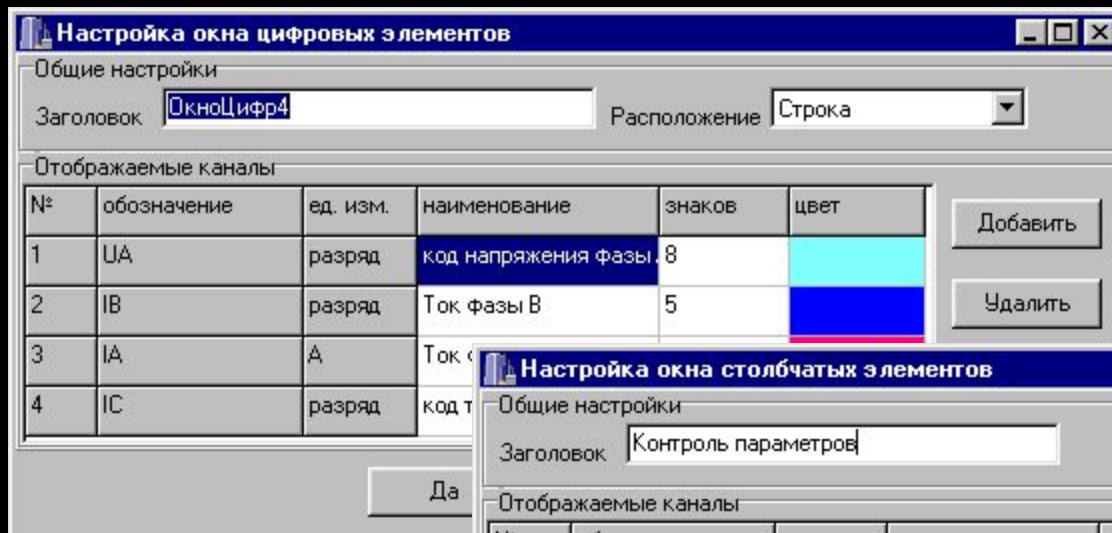 Настройка окна цифровых элементов
Общие настройки
Заголовок ОкноЦифр4 Расположение Строка
Отображаемые каналы
№ обозначение ед. изм. наименование знаков цвет
1 UA разряд код напряжения фазы 8
2 IB разряд Ток фазы В 5
3 IA А Ток
4 IC разряд код т
Добавить
Удалить
Да
Настройка окна столбчатых элементов
Общие настройки
Заголовок Контроль параметров
Отображаемые каналы